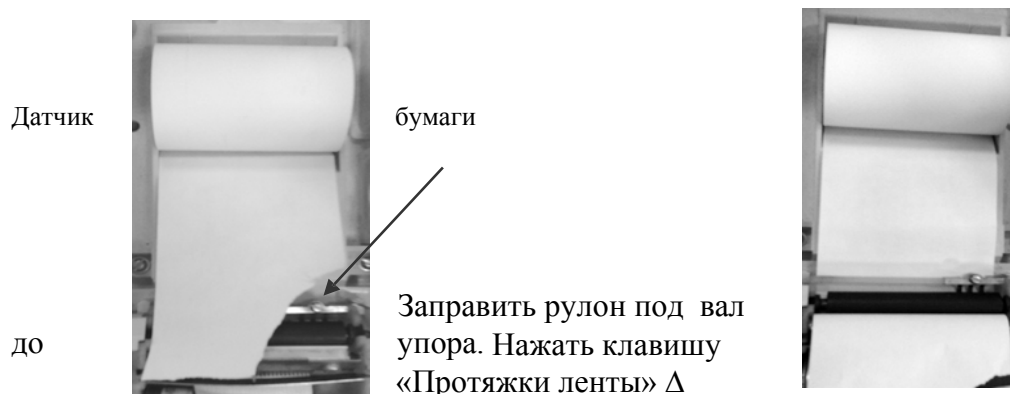 Датчик бумаги
Заправить рулон под вал
до упора. Нажать клавишу
«Протяжки ленты» Δ